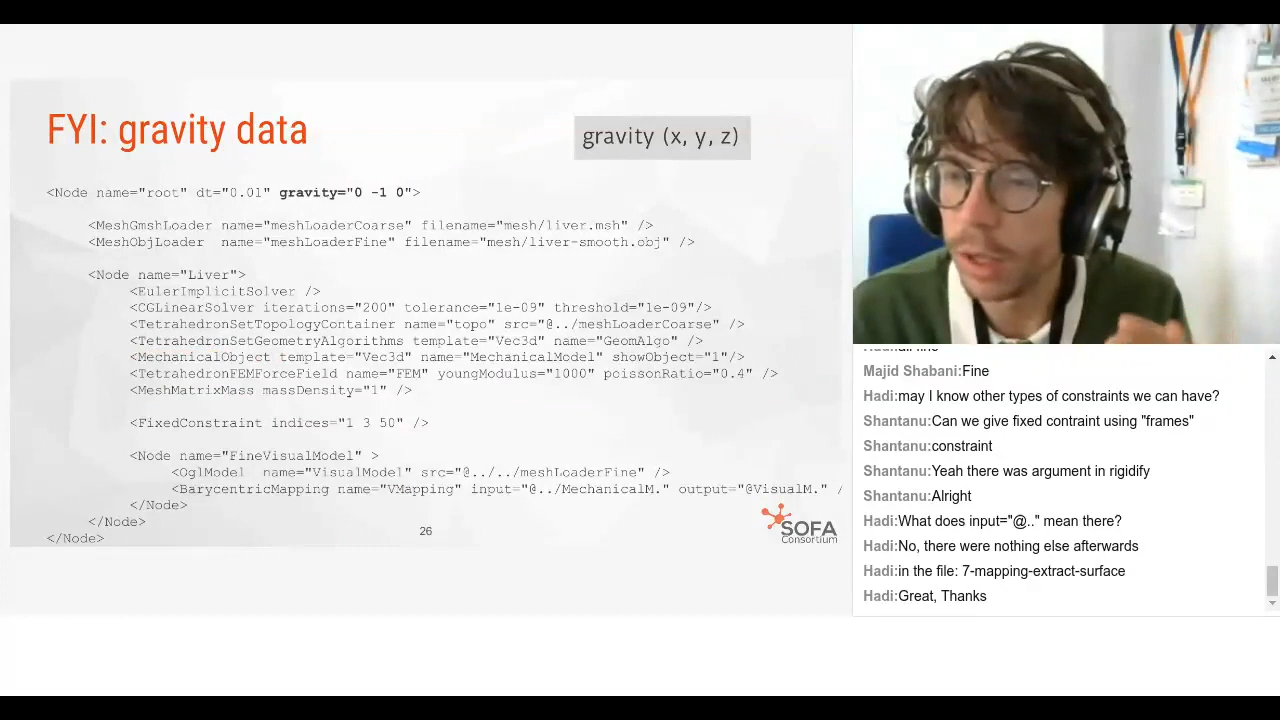 FYI: gravity data
gravity (x, y, z)
<Node name="root" dt="0.01" gravity="0 -1 0">
<MeshGmshLoader name="meshLoaderCoarse" filename="mesh/liver.msh" />
<MeshObjLoader name="meshLoaderFine" filename="mesh/liver-smooth.obj" />
<Node name="Liver">
<EulerImplicitSolver />
<CGLinearSolver iterations="200" tolerance="1e-09" threshold="1e-09"/>
<TetrahedronSetTopologyContainer name="topo" src="@../meshLoaderCoarse" />
<TetrahedronSetGeometryAlgorithms template="Vec3d" name="GeomAlgo" />
<MechanicalObject template="Vec3d" name="MechanicalModel" showObject="1"/>
<TetrahedronFEMForceField name="FEM" youngModulus="1000" poissonRatio="0.4" />
<MeshMatrixMass massDensity="1" />
<FixedConstraint indices="1 3 50" />
<Node name="FineVisualModel" >
<OglModel name="VisualModel" src="@../../meshLoaderFine" />
<BarycentricMapping name="VMapping" input="@../MechanicalM." output="@VisualM." /
</Node>
</Node>
</Node>
26
SOFA
Consortium
Majid Shabani:Fine
Hadi:may I know other types of constraints we can have?
Shantanu:Can we give fixed contraint using "frames"
Shantanu:constraint
Shantanu:Yeah there was argument in rigidify
Shantanu:Alright
Hadi:What does input="@.." mean there?
Hadi:No, there were nothing else afterwards
Hadi:in the file: 7-mapping-extract-surface
Hadi:Great, Thanks